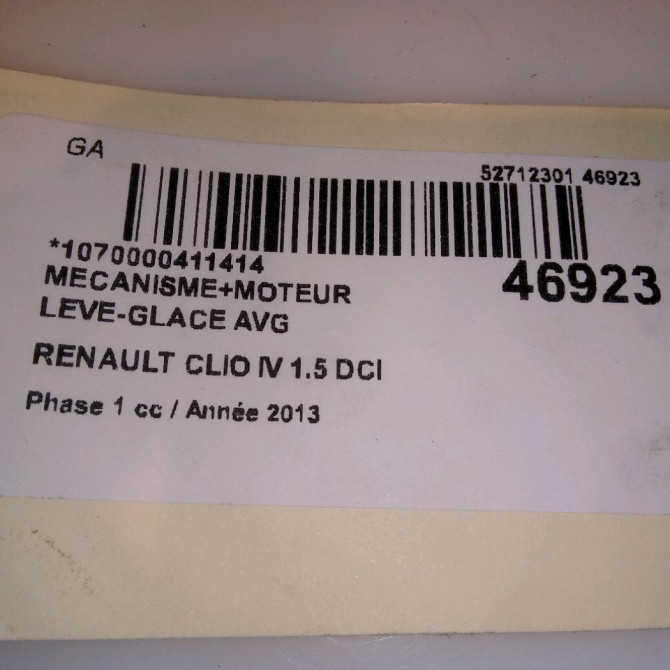 GA
52712301 46923
*1070000411414
46923
MECANISME+MOTEUR
LEVE-GLACE AVG
RENAULT CLIO IV 1.5 DCI
Phase 1 cc / Année 2013